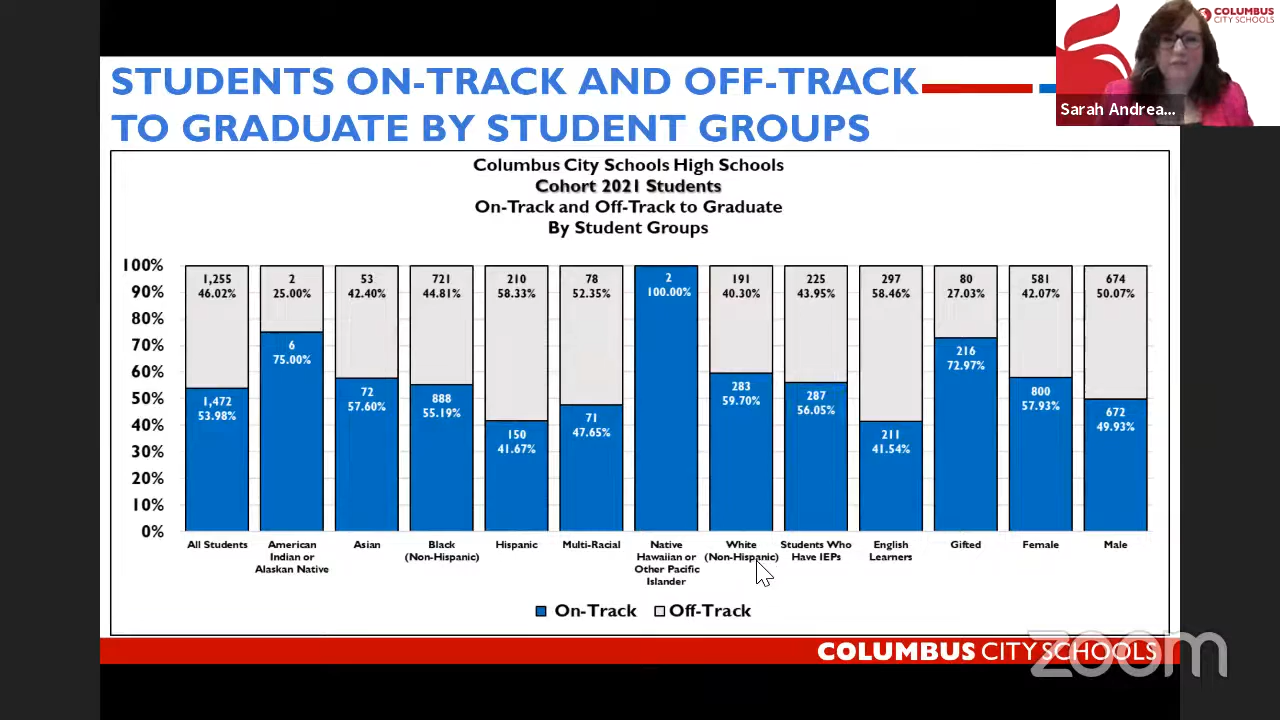 COLUMBUS
CITY SCHOOLS
Sarah Andrea...
STUDENTS ON-TRACK AND OFF-TRACK
TO GRADUATE BY STUDENT GROUPS
Columbus City Schools High Schools
Cohort 2021 Students
On-Track and Off-Track to Graduate
By Student Groups
100%
90%
80%
70%
60%
50%
40%
30%
20%
10%
0%
1,255
46.02%
1,472
53.98%
All Students
2
25.00%
6
75.00%
American
Indian or
Alaskan Native
53
42.40%
72
57.60%
Asian
721
44.81%
888
55.19%
Black
(Non-Hispanic)
210
58.33%
150
41.67%
Hispanic
78
52.35%
71
47.65%
Multi-Racial
2
100.00%
Native
Hawaiian or
Other Pacific
Islander
191
40.30%
283
59.70%
White
(Non-Hispanic)
225
43.95%
287
56.05%
Students Who
Have IEPs
297
58.46%
211
41.54%
English
Learners
80
27.03%
216
72.97%
Gifted
581
42.07%
800
57.93%
Female
674
50.07%
672
49.93%
Male
On-Track Off-Track
COLUMBUS CITY SCHOOLS
zoom